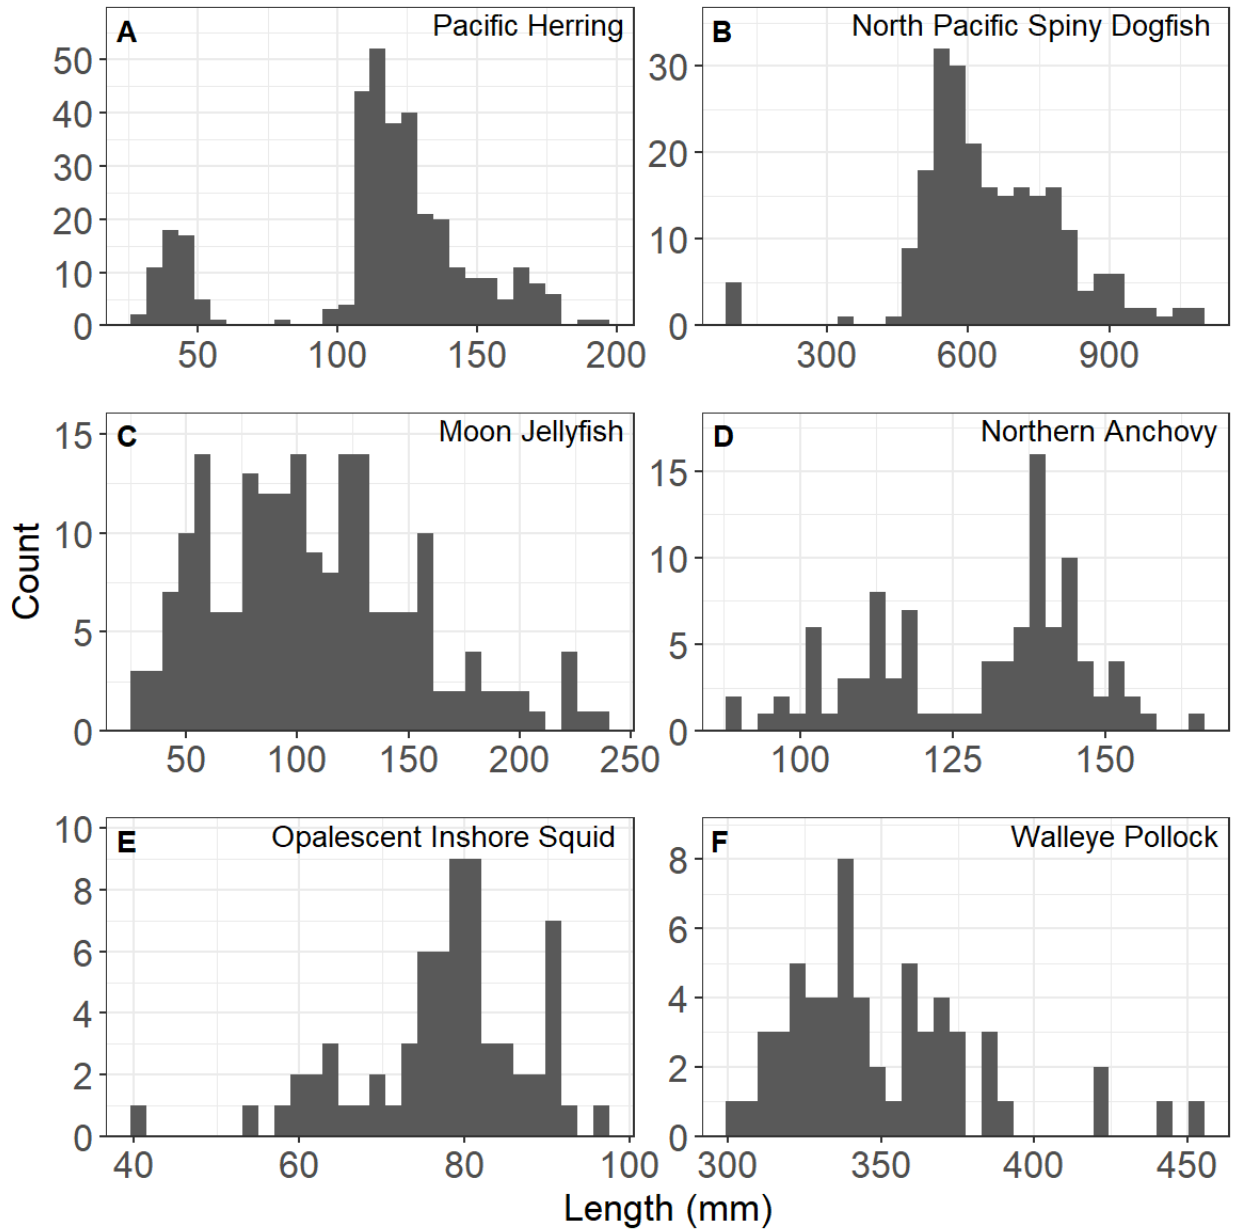 A Pacific Herring
50
40
30
20
10
0
50 100 150 200
B North Pacific Spiny Dogfish
30
20
10
0
300 600 900
C Moon Jellyfish
15
10
5
0
50 100 150 200 250
D Northern Anchovy
15
10
5
0
100 125 150
E Opalescent Inshore Squid
10
8
6
4
2
0
40 60 80 100
F Walleye Pollock
8
6
4
2
0
300 350 400 450
Count
Length (mm)